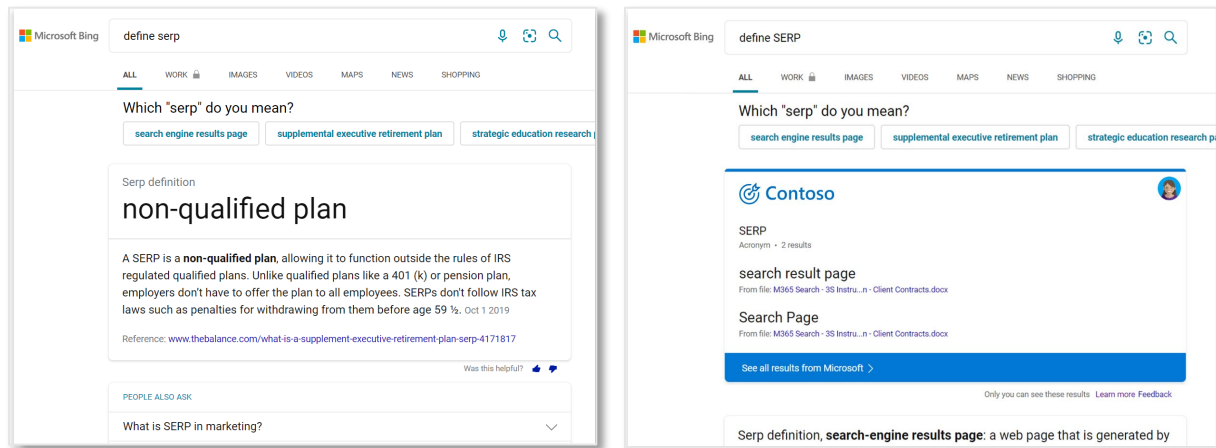 Microsoft Bing
define serp
ALL WORK IMAGES VIDEOS MAPS NEWS SHOPPING
Which "serp" do you mean?
search engine results page supplemental executive retirement plan strategic education research
Serp definition
non-qualified plan
A SERP is a non-qualified plan, allowing it to function outside the rules of IRS
regulated qualified plans. Unlike qualified plans like a 401 (k) or pension plan,
employers don't have to offer the plan to all employees. SERPs don't follow IRS tax
laws such as penalties for withdrawing from them before age 59 ½. Oct 1 2019
Reference: www.thebalance.com/what-is-a-supplement-executive-retirement-plan-serp-4171817
Was this helpful?
PEOPLE ALSO ASK
What is SERP in marketing?
Microsoft Bing
define SERP
ALL WORK IMAGES VIDEOS MAPS NEWS SHOPPING
Which "serp" do you mean?
search engine results page supplemental executive retirement plan strategic education research
Contoso
SERP
Acronym • 2 results
search result page
From file: M365 Search - 3S Instru...n - Client Contracts.docx
Search Page
From file: M365 Search - 3S Instru...n - Client Contracts.docx
See all results from Microsoft >
Only you can see these results Learn more Feedback
Serp definition, search-engine results page: a web page that is generated by